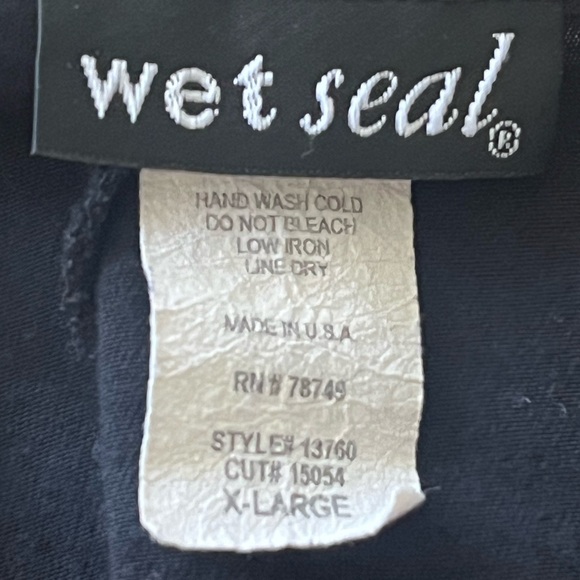 wet seal®
HAND WASH COLD
DO NOT BLEACH
LOW IRON
LINE DRY
MADE IN U.S.A.
RN# 78749
STYLE# 13760
CUT# 15054
X-LARGE